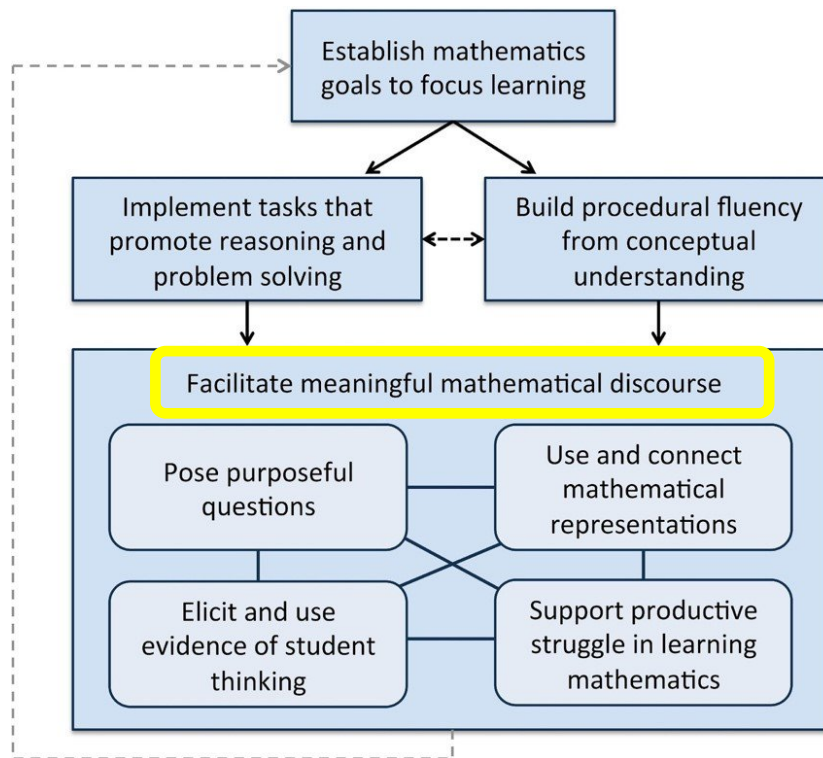 Establish mathematics
goals to focus learning
Implement tasks that
promote reasoning and
problem solving
Build procedural fluency
from conceptual
understanding
Facilitate meaningful mathematical discourse
Pose purposeful
questions
Use and connect
mathematical
representations
Elicit and use
evidence of student
thinking
Support productive
struggle in learning
mathematics